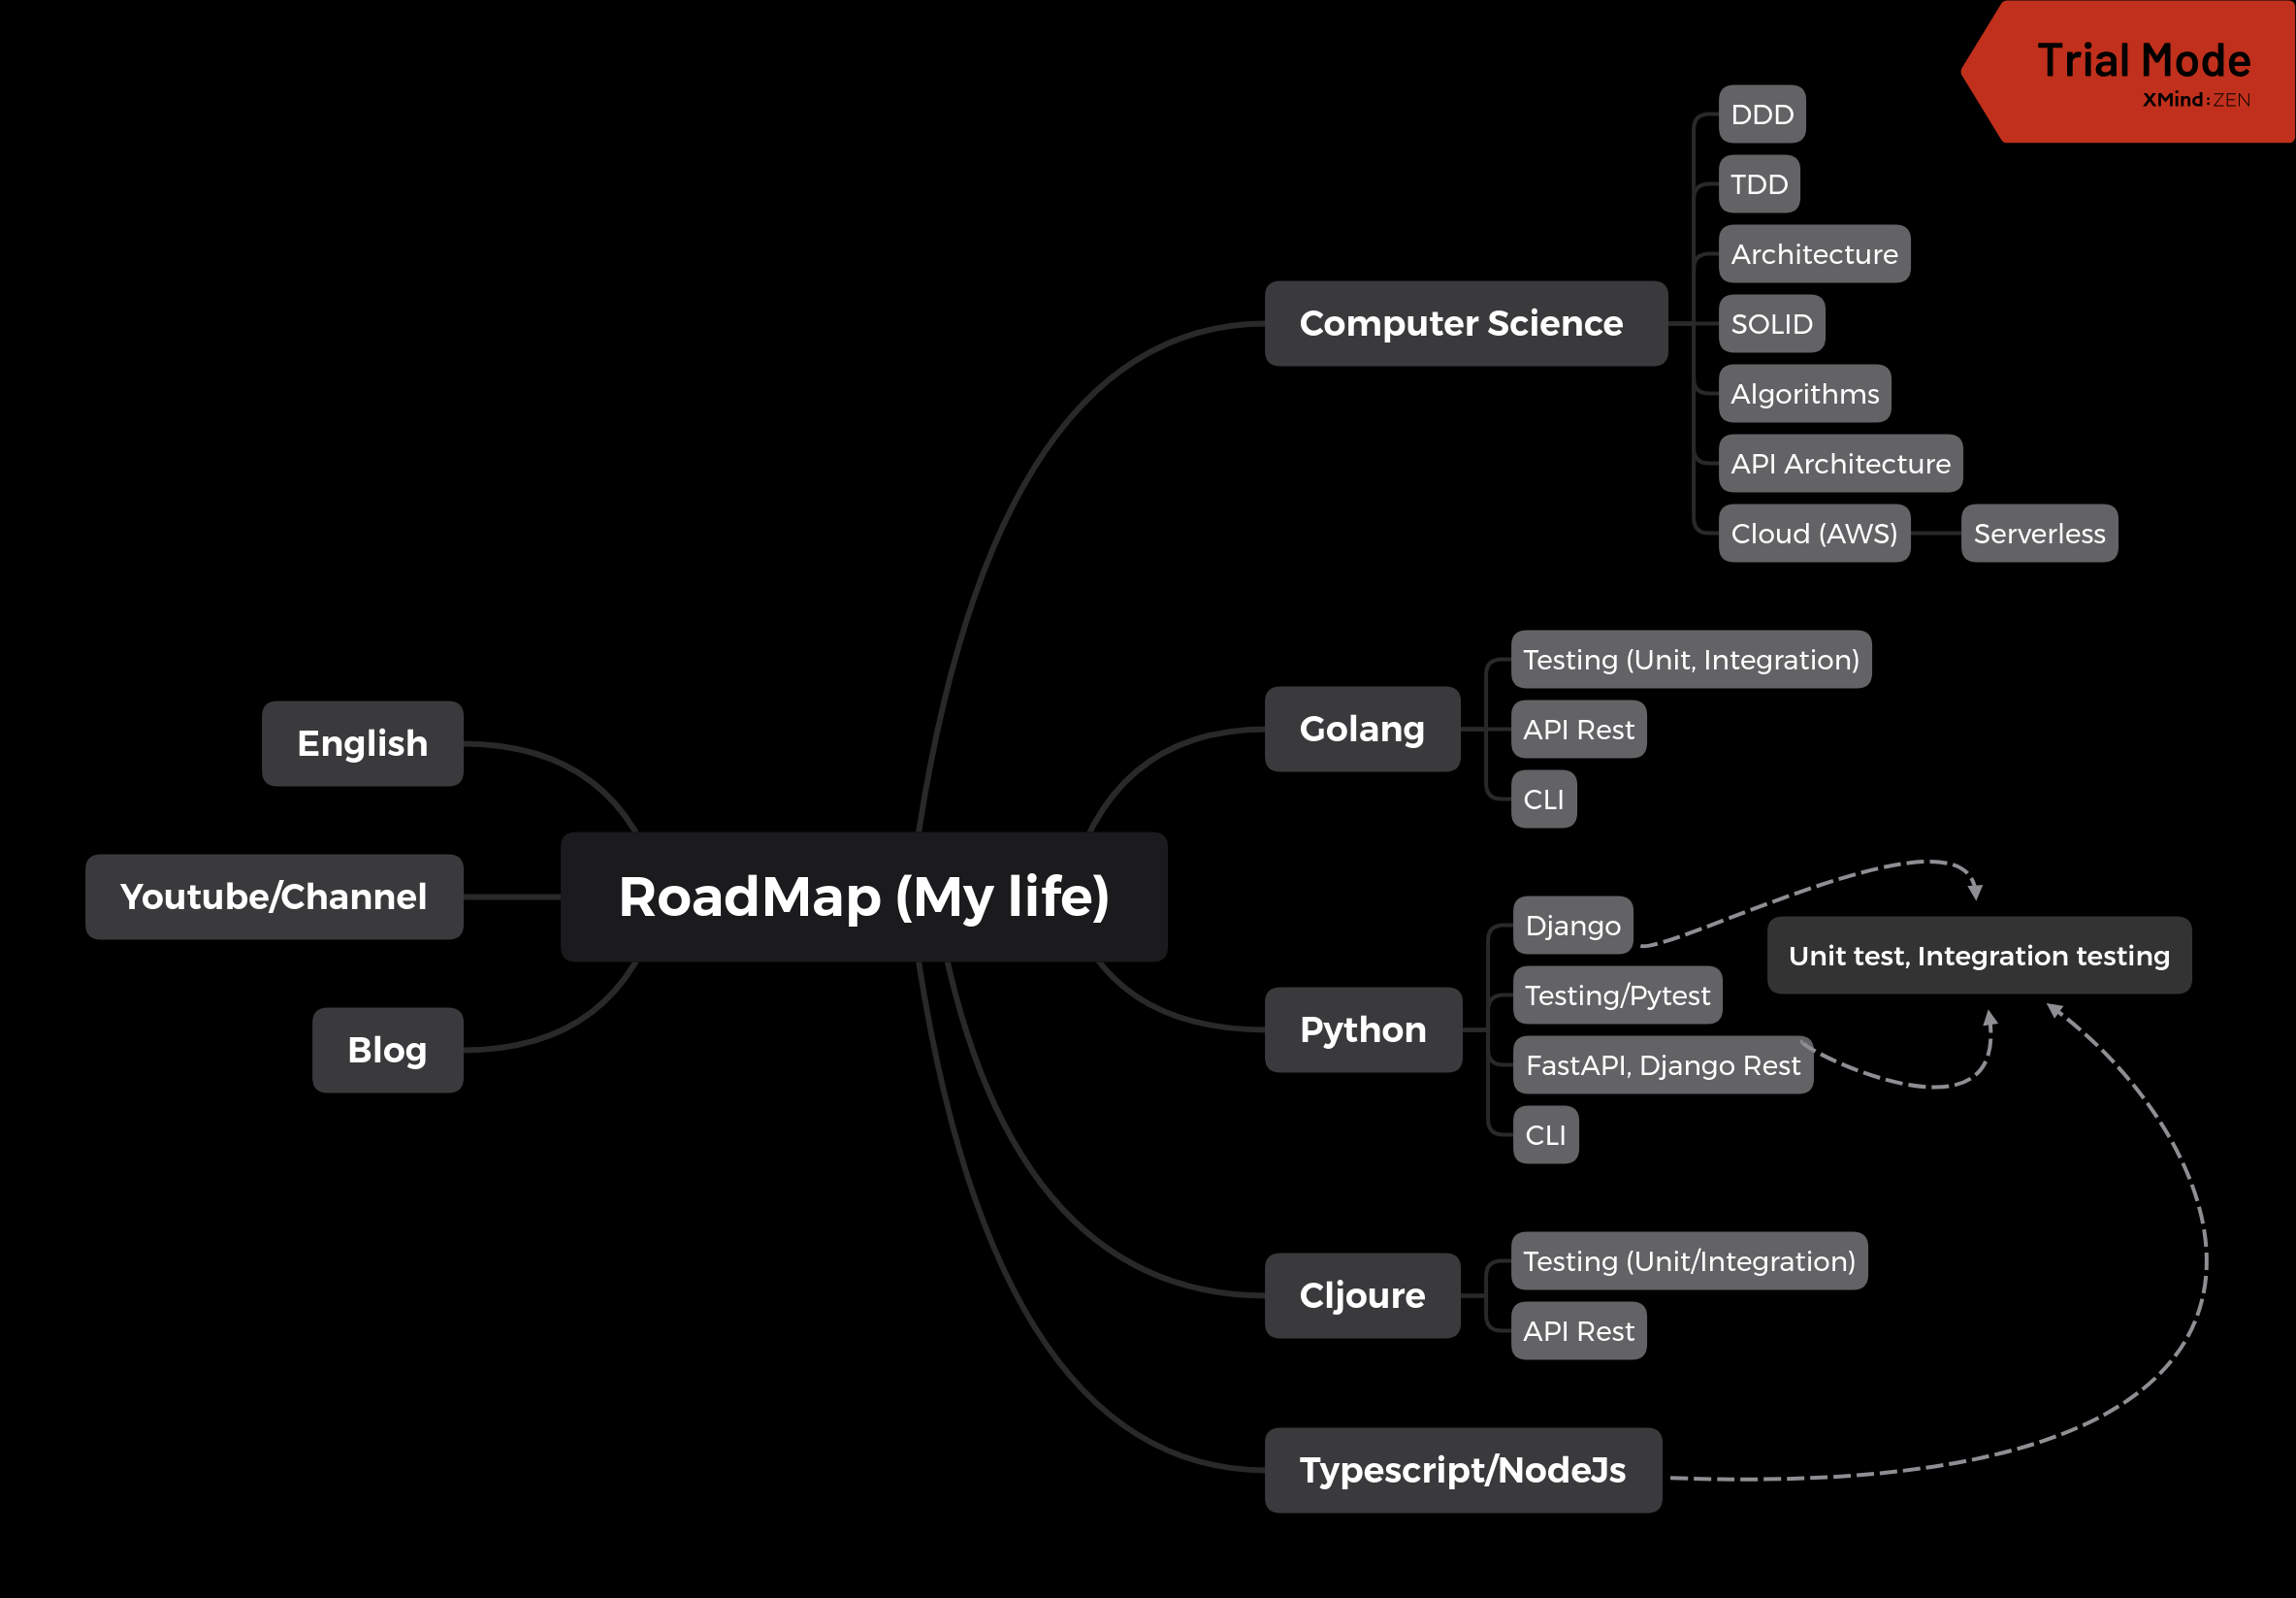 Trial Mode
XMind:ZEN
DDD
TDD
Architecture
Computer Science
SOLID
Algorithms
API Architecture
Cloud (AWS)
Serverless
Testing (Unit, Integration)
Golang
API Rest
CLI
English
Youtube/Channel
Blog
RoadMap (My life)
Django
Testing/Pytest
Python
FastAPI, Django Rest
CLI
Unit test, Integration testing
Testing (Unit/Integration)
Cljoure
API Rest
Typescript/NodeJs